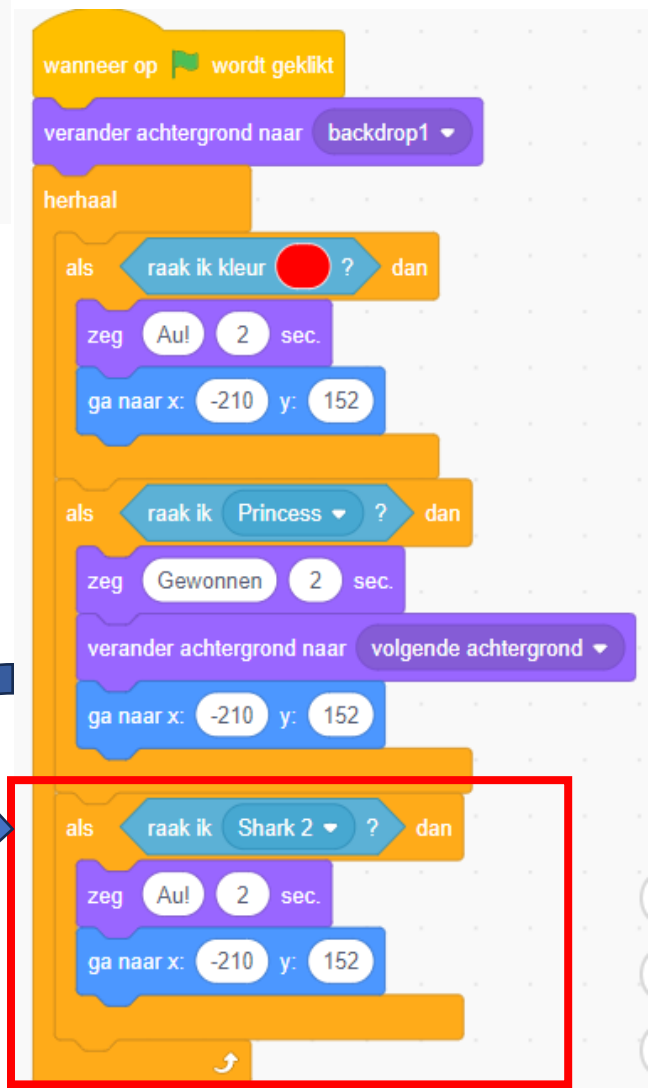 wanneer op wordt geklikt
verander achtergrond naar backdrop1
herhaal
als raak ik kleur ? dan
zeg Au! 2 sec.
ga naar x: -210 y: 152
als raak ik Princess ? dan
zeg Gewonnen 2 sec.
verander achtergrond naar volgende achtergrond
ga naar x: -210 y: 152
als raak ik Shark 2 ? dan
zeg Au! 2 sec.
ga naar x: -210 y: 152